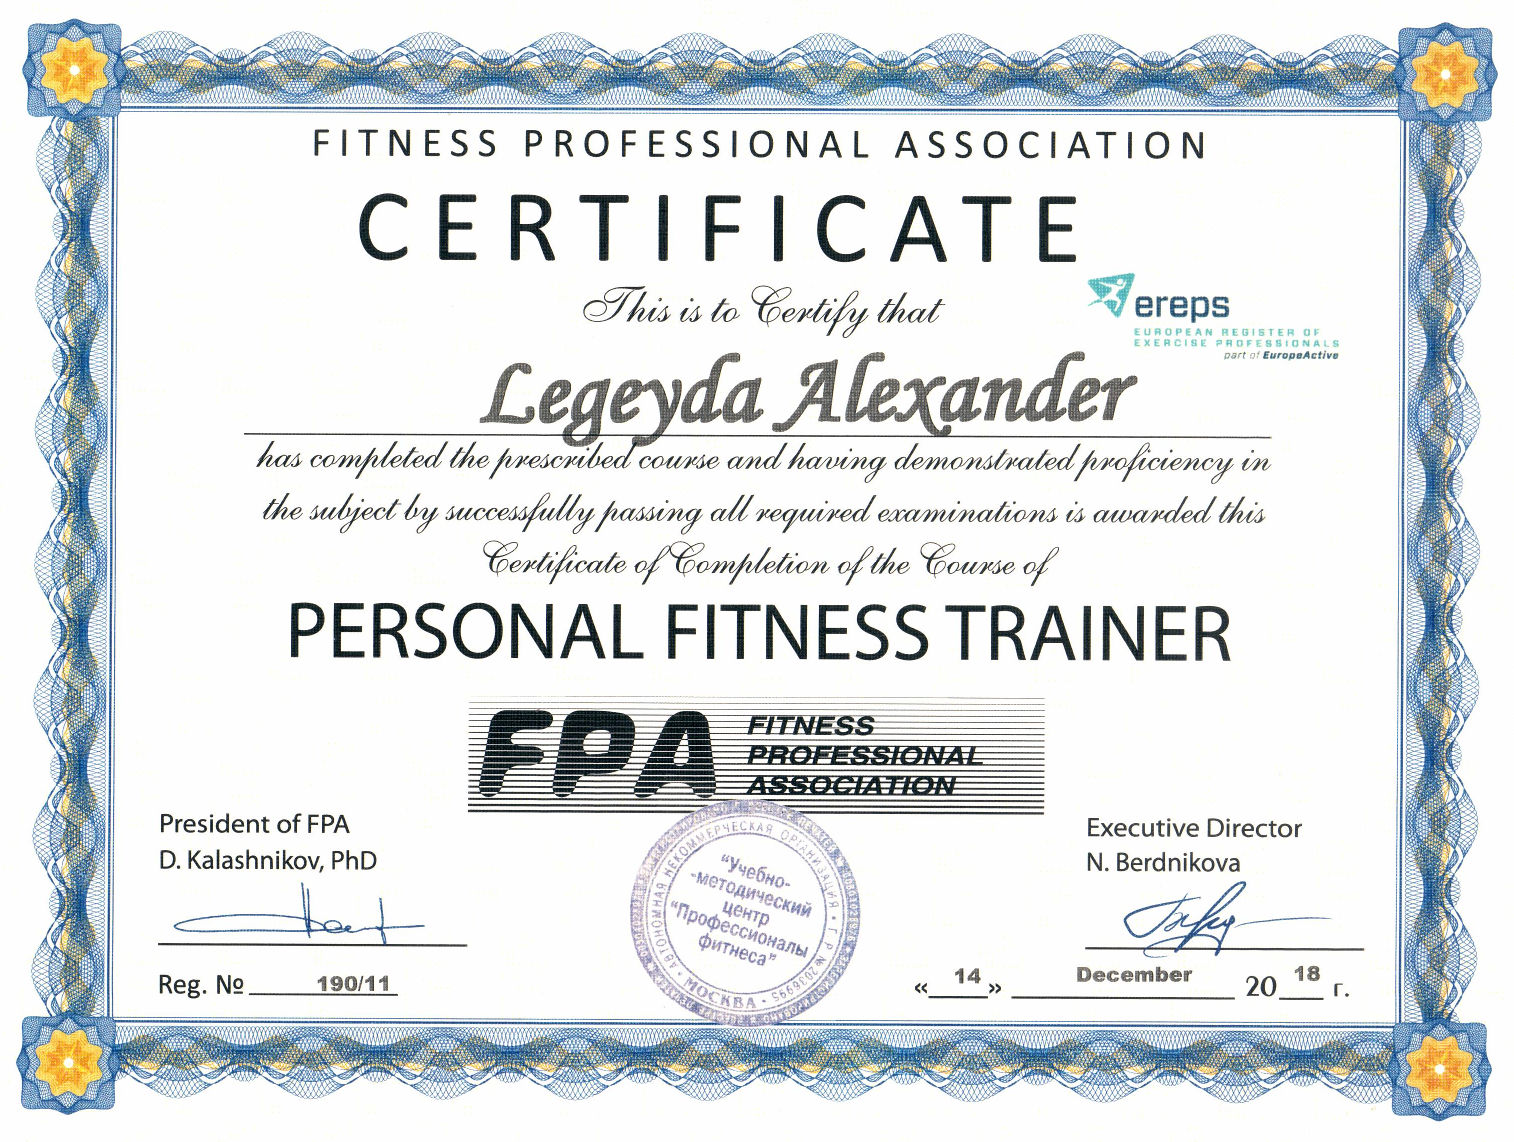 FITNESS PROFESSIONAL ASSOCIATION
CERTIFICATE
This is to Certify that
ereps
EUROPEAN REGISTER OF
EXERCISE PROFESSIONALS
part of EuropeActive
Legeyda Alexander
has completed the prescribed course and having demonstrated proficiency in
the subject by successfully passing all required examinations is awarded this
Certificate of Completion of the Course of
PERSONAL FITNESS TRAINER
FPA
FITNESS
PROFESSIONAL
ASSOCIATION
President of FPA
D. Kalashnikov, PhD
Executive Director
N. Berdnikova
АВТОНОМНАЯ НЕКОММЕРЧЕСКАЯ ОРГАНИЗАЦИЯ
"Учебно-
-методический
центр
"Профессионалы
фитнеса"
МОСКВА
Reg. № 190/11
«14» December 2018 г.